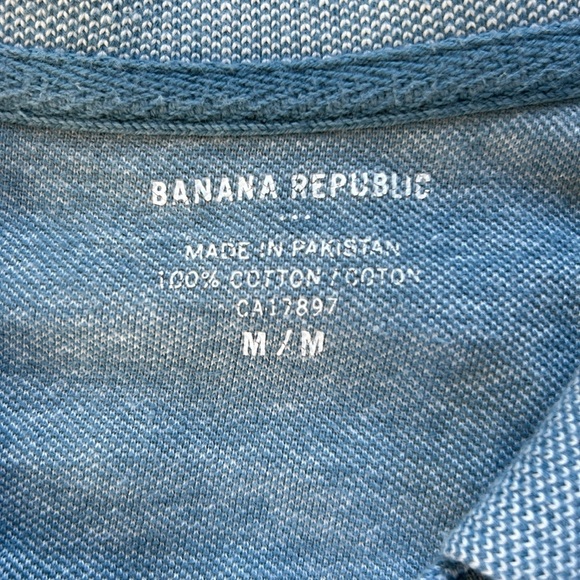 BANANA REPUBLIC
MADE IN PAKISTAN
100% COTTON / COTON
CA17897
M / M